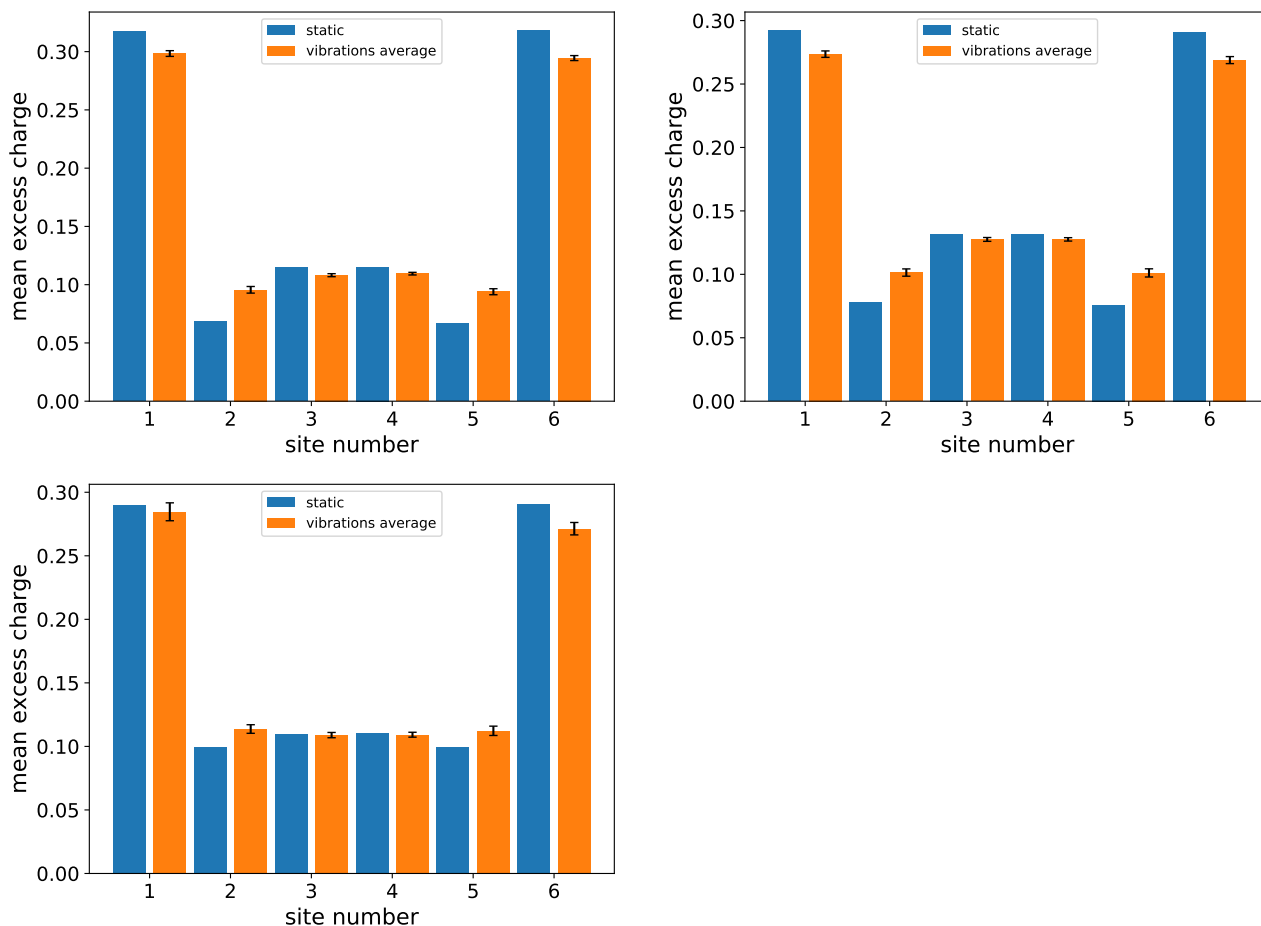 mean excess charge
0.30
0.25
0.20
0.15
0.10
0.05
0.00
static
vibrations average
1 2 3 4 5 6
site number
mean excess charge
0.30
0.25
0.20
0.15
0.10
0.05
0.00
static
vibrations average
1 2 3 4 5 6
site number
mean excess charge
0.30
0.25
0.20
0.15
0.10
0.05
0.00
static
vibrations average
1 2 3 4 5 6
site number